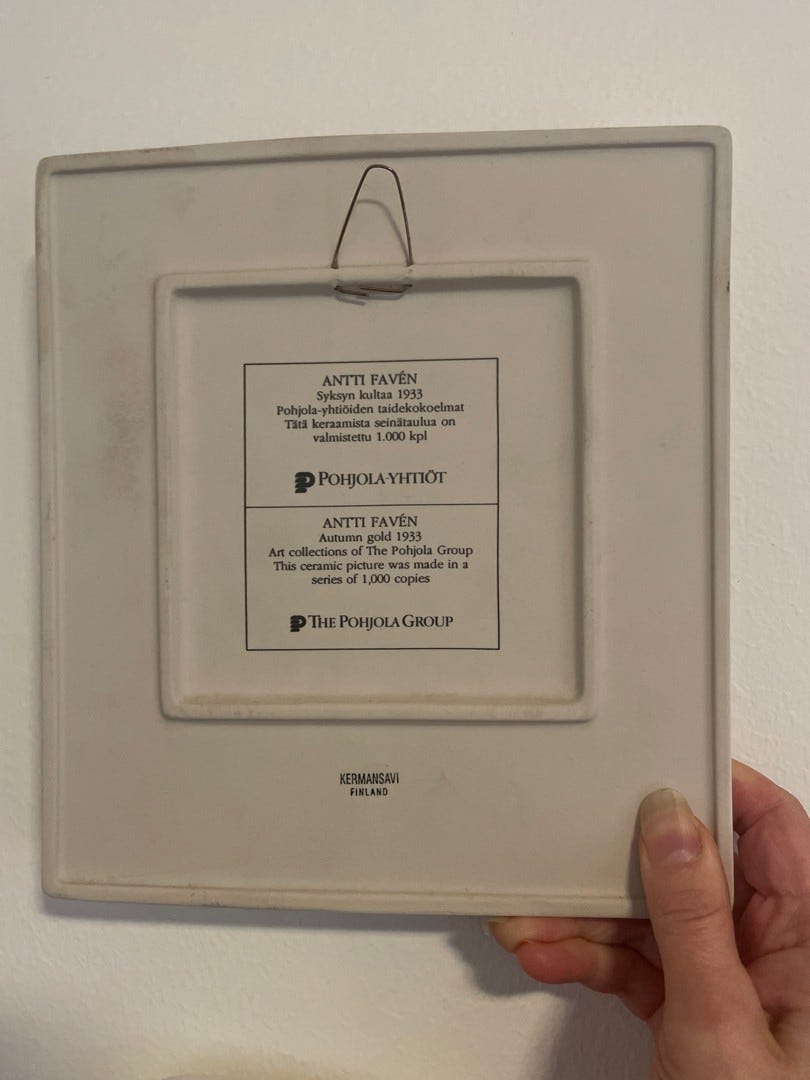 ANTTI FAVÉN
Syksyn kultaa 1933
Pohjola-yhtiöiden taidekokoelmat
Tätä keraamista seinätaulua on
valmistettu 1.000 kpl
POHJOLA-YHTIÖT
ANTTI FAVÉN
Autumn gold 1933
Art collections of The Pohjola Group
This ceramic picture was made in a
series of 1,000 copies
THE POHJOLA GROUP
KERMANSAVI
FINLAND